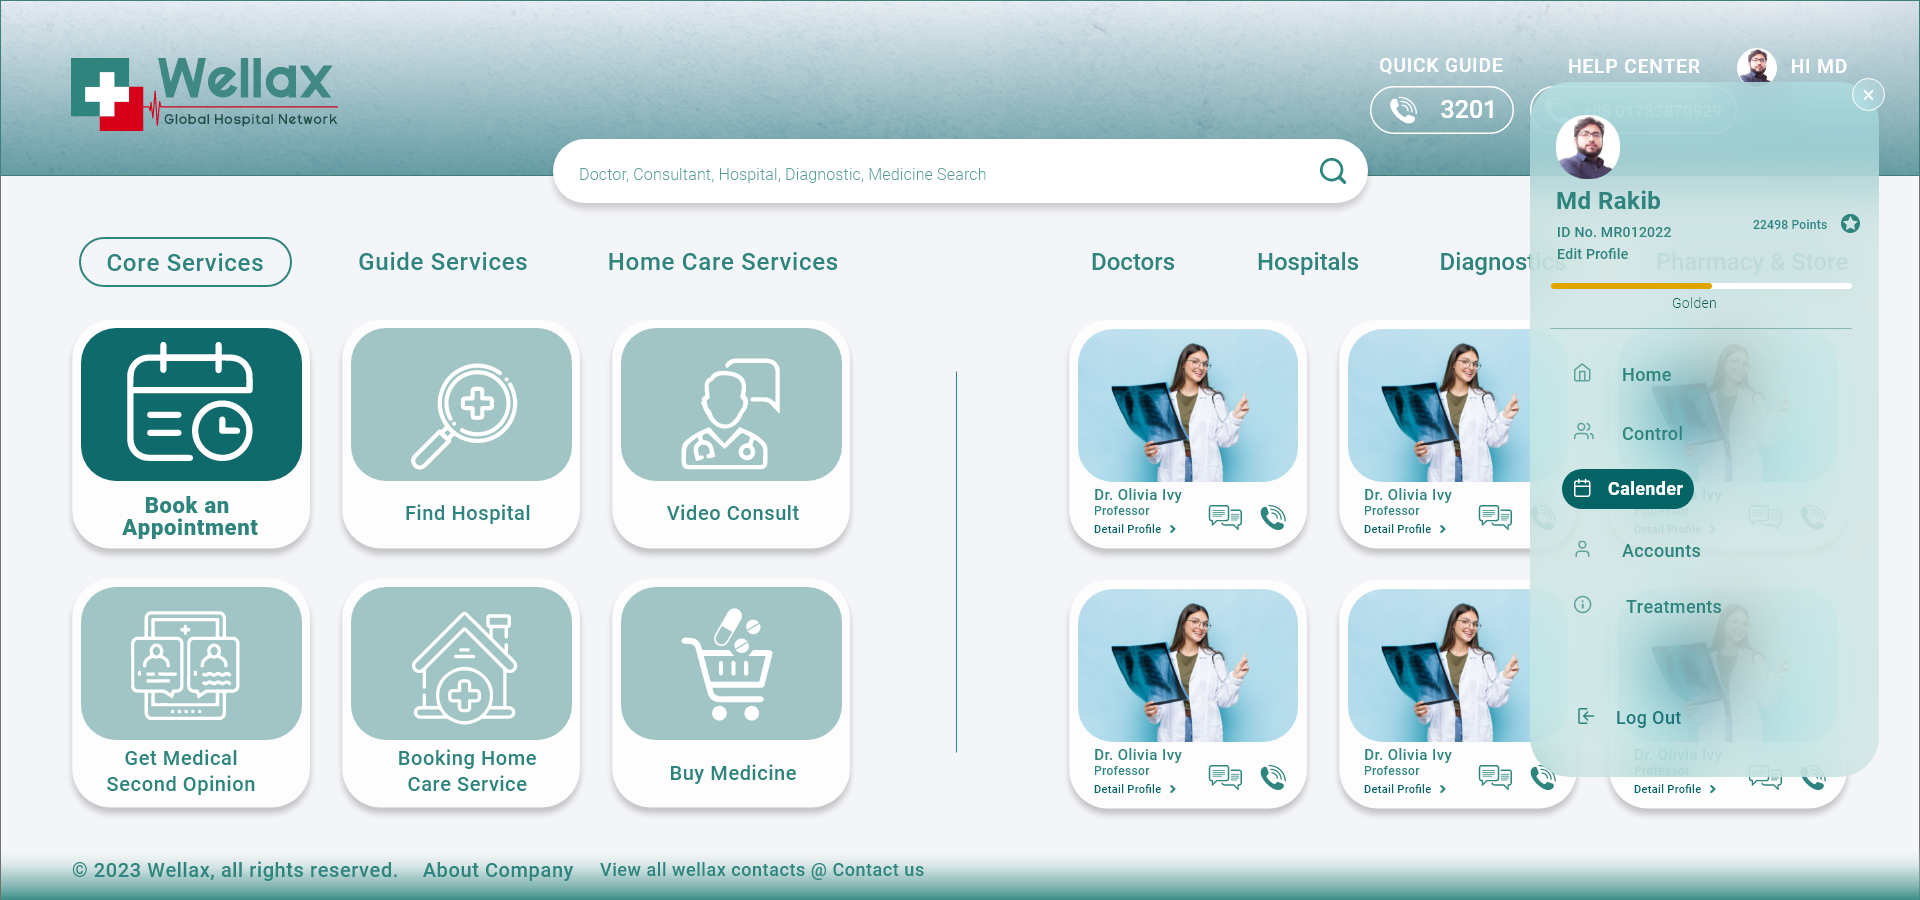 Wellax
Global Hospital Network
QUICK GUIDE
3201
HELP CENTER
+88 01783870929
HI MD
Doctor, Consultant, Hospital, Diagnostic, Medicine Search
Core Services
Guide Services
Home Care Services
Doctors
Hospitals
Diagnostics
Pharmacy & Store
Book an
Appointment
Find Hospital
Video Consult
Get Medical
Second Opinion
Booking Home
Care Service
Buy Medicine
Dr. Olivia Ivy
Professor
Detail Profile
Dr. Olivia Ivy
Professor
Detail Profile
Professor
Detail Profile
Dr. Olivia Ivy
Professor
Detail Profile
Dr. Olivia Ivy
Professor
Detail Profile
Dr. Olivia Ivy
Professor
Detail Profile
Md Rakib
ID No. MR012022
Edit Profile
22498 Points
Golden
Home
Control
Calender
Accounts
Treatments
Log Out
© 2023 Wellax, all rights reserved.
About Company
View all wellax contacts @ Contact us